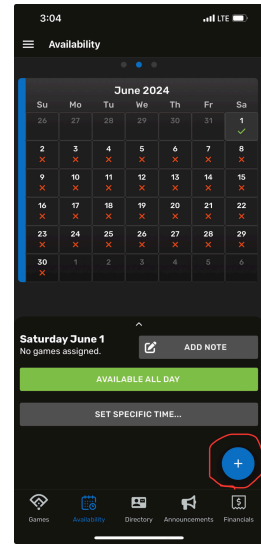 3:04
LTE
Availability
June 2024
Su Mo Tu We Th Fr Sa
26 27 28 29 30 31 1
2 3 4 5 6 7 8
9 10 11 12 13 14 15
16 17 18 19 20 21 22
23 24 25 26 27 28 29
30 1 2 3 4 5 6
Saturday June 1
No games assigned.
ADD NOTE
AVAILABLE ALL DAY
SET SPECIFIC TIME...
+
Games Availability Directory Announcements Financials